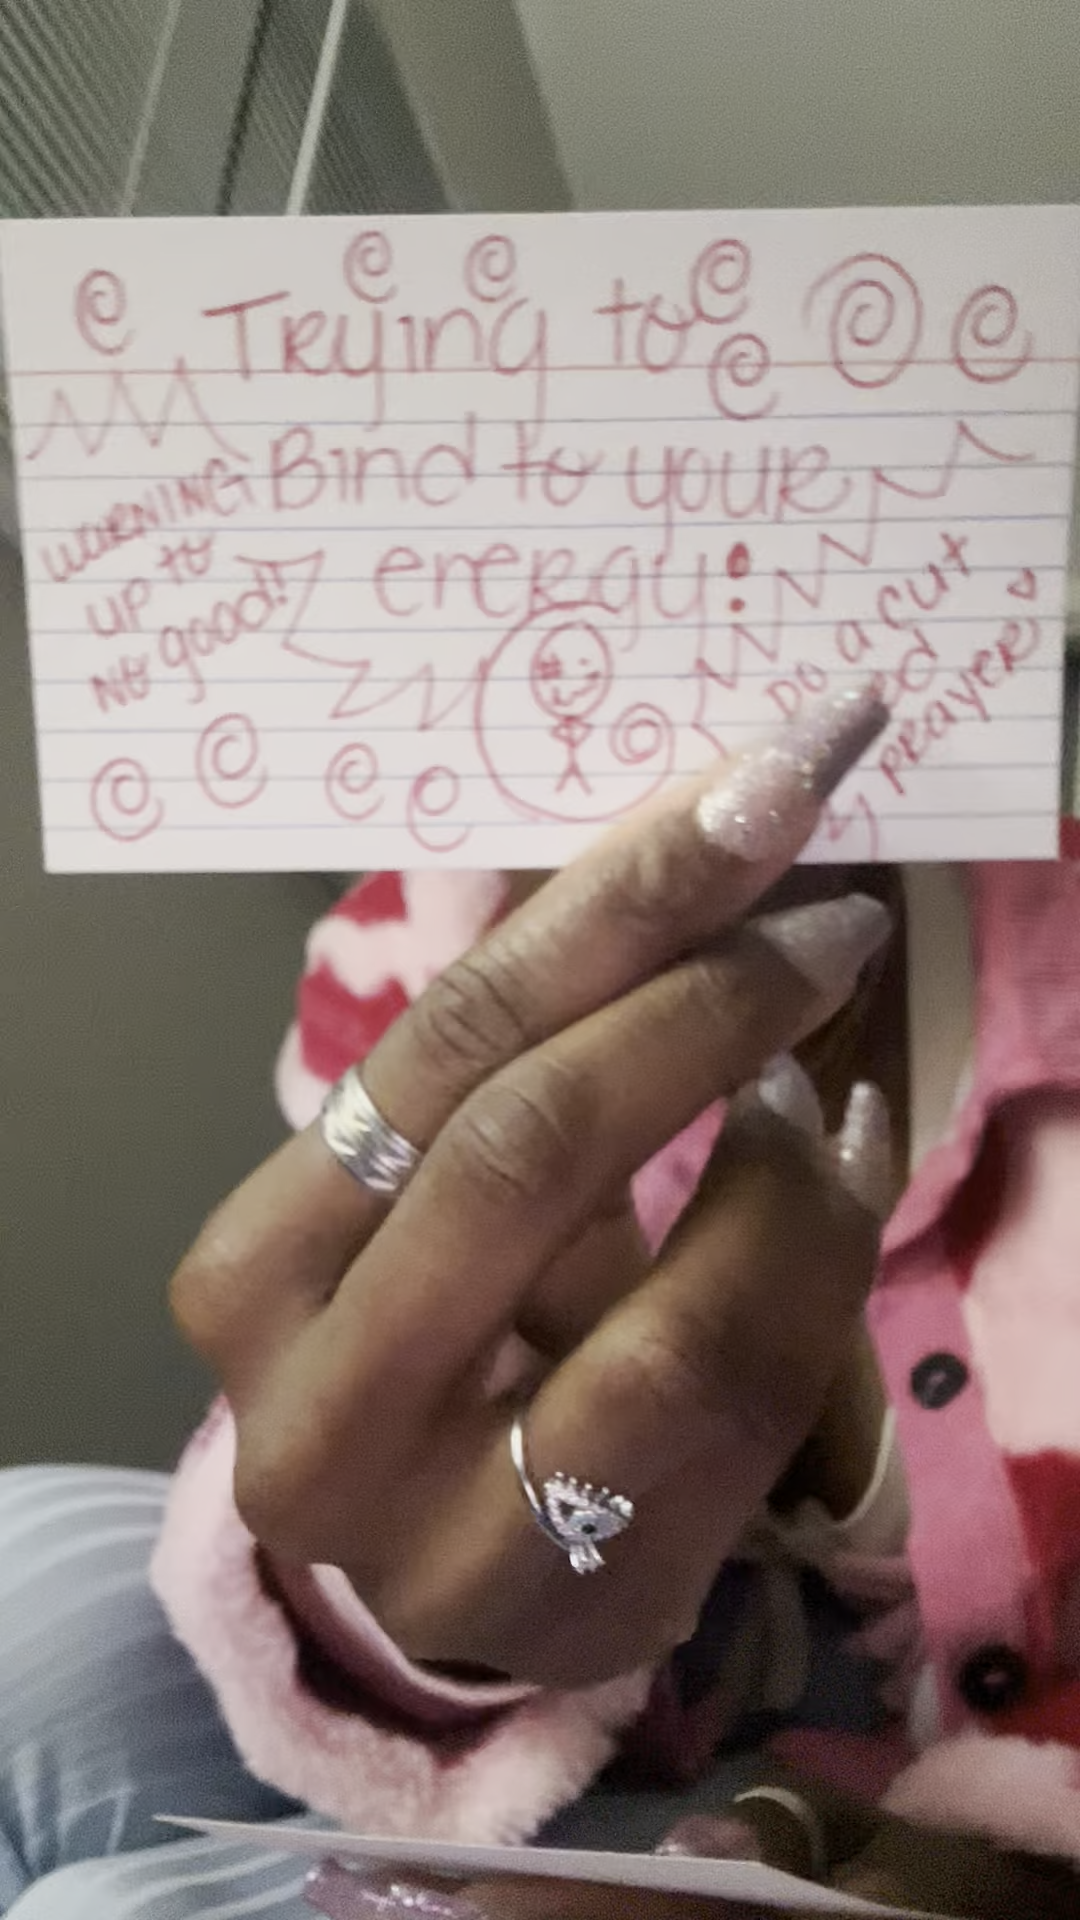 Trying to
Bind to your
energy!
WARNING
UP to
NO good!!
Do a cut
prayer